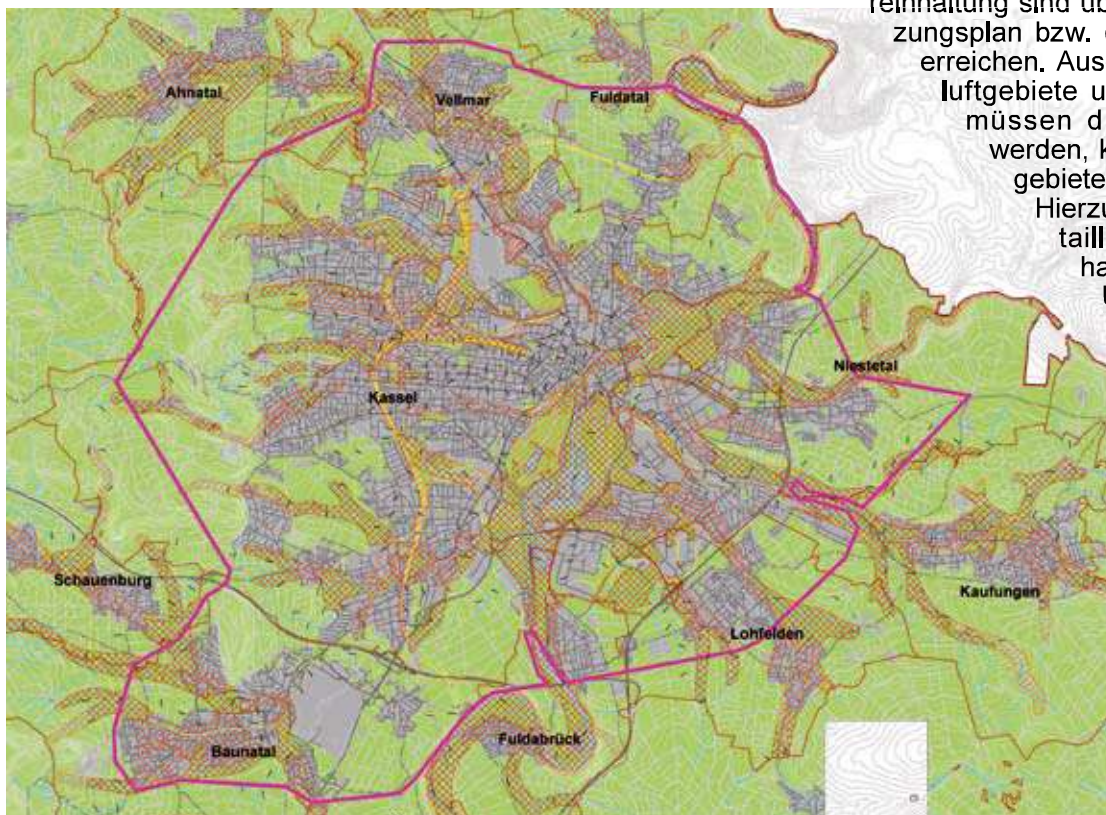 reinhaltung sind üb
zungsplan bzw.
erreichen. Aus
luftgebiete u
müssen d
werden, k
gebiete
Hierzu
taill
ha
Ahnatal
Vellmar
Fuldatal
Niestetal
Kassel
Schauenburg
Kaufungen
Lohfelden
Baunatal
Fuldabrück